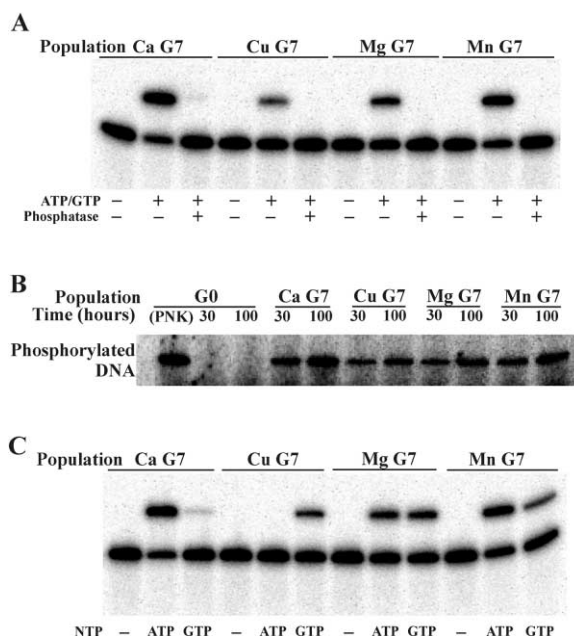 A
Population Ca G7 Cu G7 Mg G7 Mn G7
ATP/GTP – + + – + + – + + – + +
Phosphatase – – + – – + – – + – – +
B
Population G0 Ca G7 Cu G7 Mg G7 Mn G7
Time (hours) (PNK) 30 100 30 100 30 100 30 100 30 100
Phosphorylated
DNA
C
Population Ca G7 Cu G7 Mg G7 Mn G7
NTP – ATP GTP – ATP GTP – ATP GTP – ATP GTP